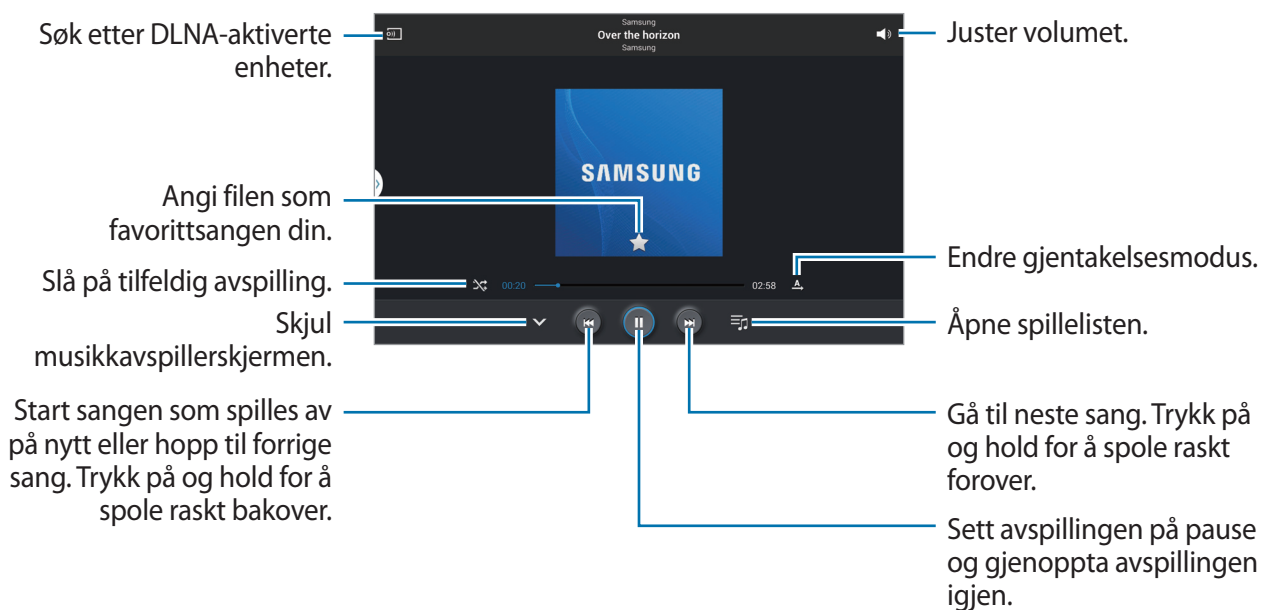 Søk etter DLNA-aktiverte
enheter.
Angi filen som
favorittsangen din.
Slå på tilfeldig avspilling.
Skjul
musikkavspillerskjermen.
Start sangen som spilles av
på nytt eller hopp til forrige
sang. Trykk på og hold for å
spole raskt bakover.
Samsung
Over the horizon
Samsung
SAMSUNG
00:20
02:58
A
Juster volumet.
Endre gjentakelsesmodus.
Åpne spillelisten.
Gå til neste sang. Trykk på
og hold for å spole raskt
forover.
Sett avspillingen på pause
og gjenoppta avspillingen
igjen.